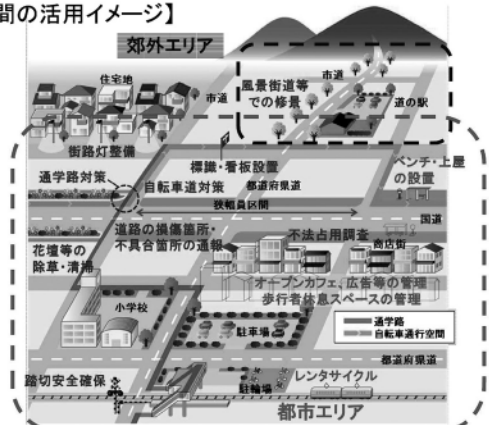 間の活用イメージ】
郊外エリア
住宅地
市道
風景街道等
での修景
市道
道の駅
街路灯整備
標識・看板設置
ベンチ・上屋
の設置
通学路対策
自転車道対策
都道府県道
狭幅員区間
国道
道路の損傷箇所・
不具合箇所の通報
不法占用調査
商店街
花壇等の
除草・清掃
オープンカフェ、広告等の管理
歩行者休息スペースの管理
小学校
通学路
自転車通行空間
駐車場
都道府県道
踏切安全確保
駐輪場
レンタサイクル
都市エリア